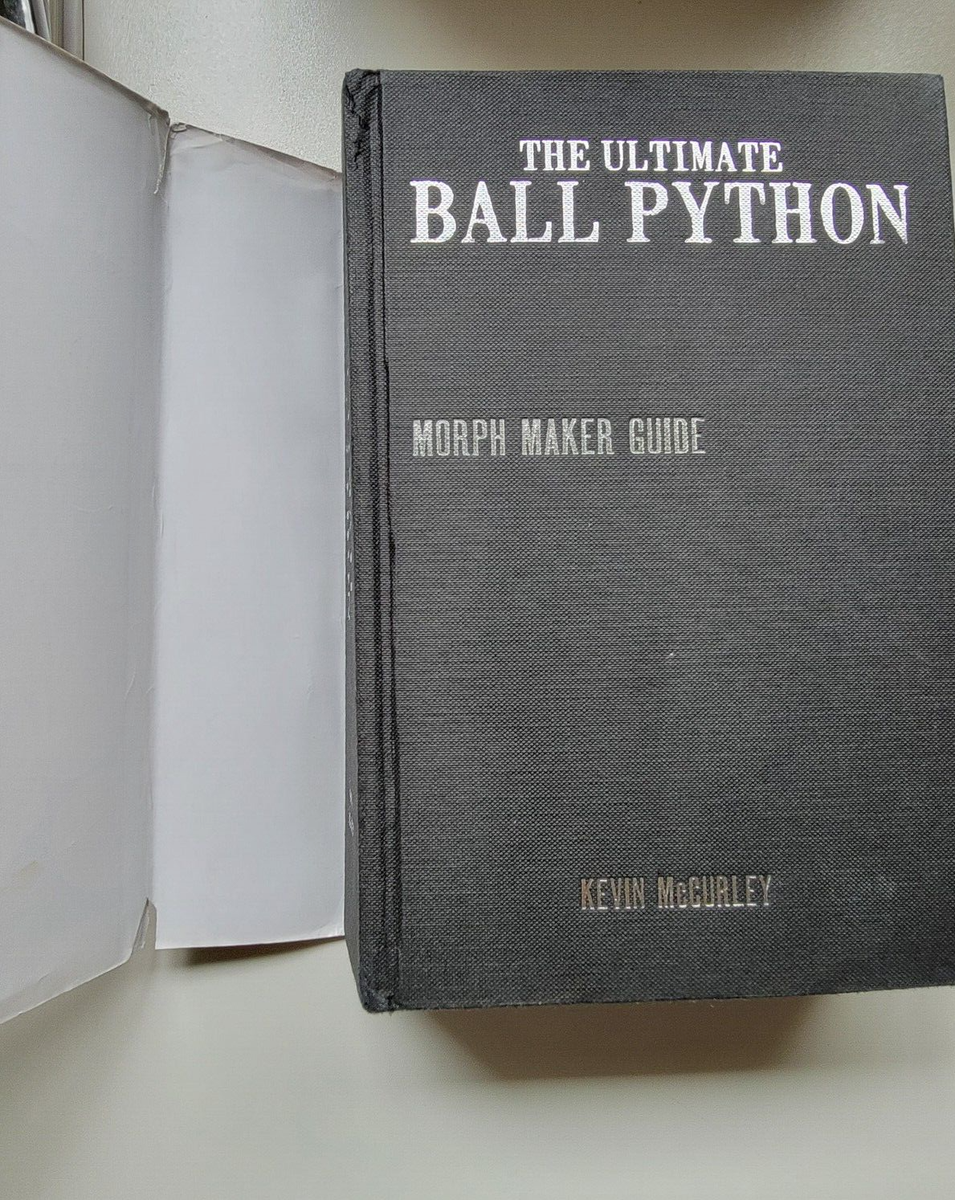 THE ULTIMATE
BALL PYTHON
MORPH MAKER GUIDE
KEVIN McCURLEY